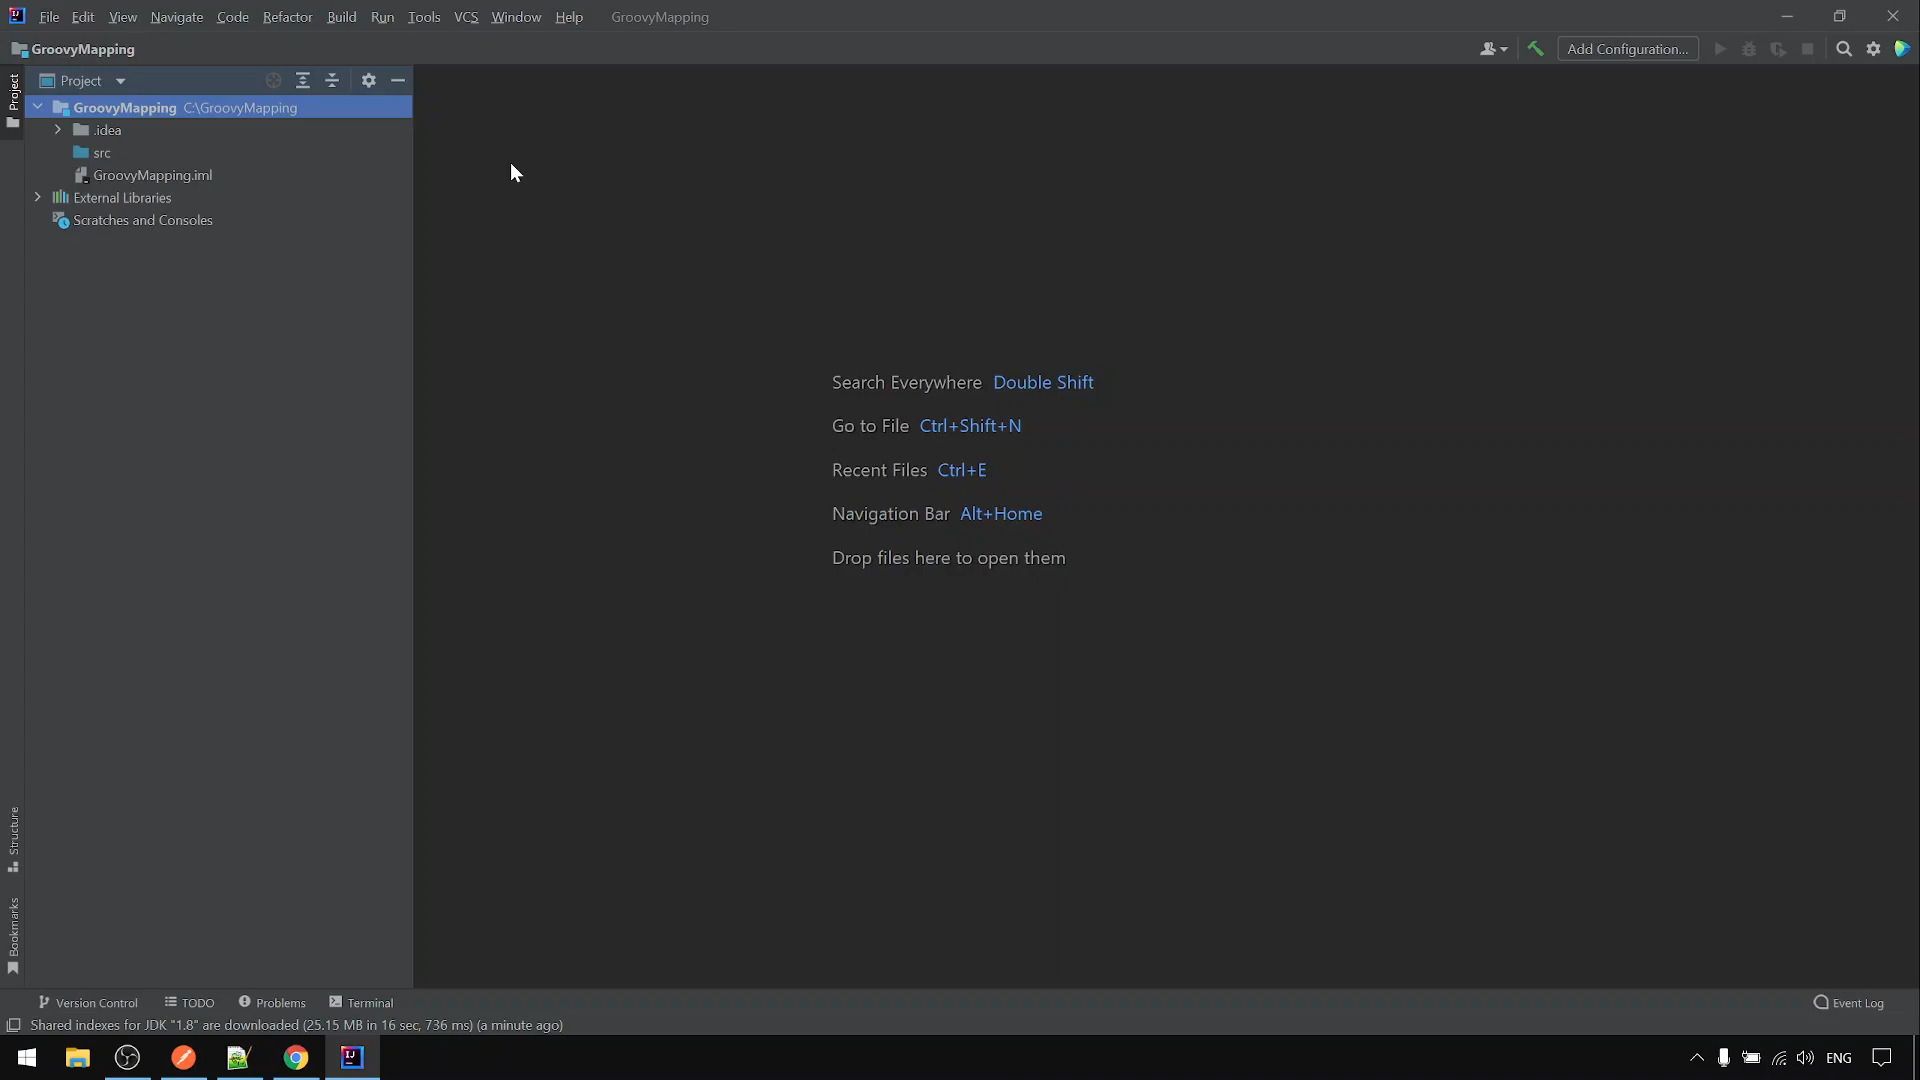 File Edit View Navigate Code Refactor Build Run Tools VCS Window Help GroovyMapping
GroovyMapping
Add Configuration...
Project
Project
GroovyMapping C:\GroovyMapping
.idea
src
GroovyMapping.iml
External Libraries
Scratches and Consoles
Search Everywhere Double Shift
Go to File Ctrl+Shift+N
Recent Files Ctrl+E
Navigation Bar Alt+Home
Drop files here to open them
Structure
Bookmarks
Version Control TODO Problems Terminal
Event Log
Shared indexes for JDK "1.8" are downloaded (25.15 MB in 16 sec, 736 ms) (a minute ago)
ENG